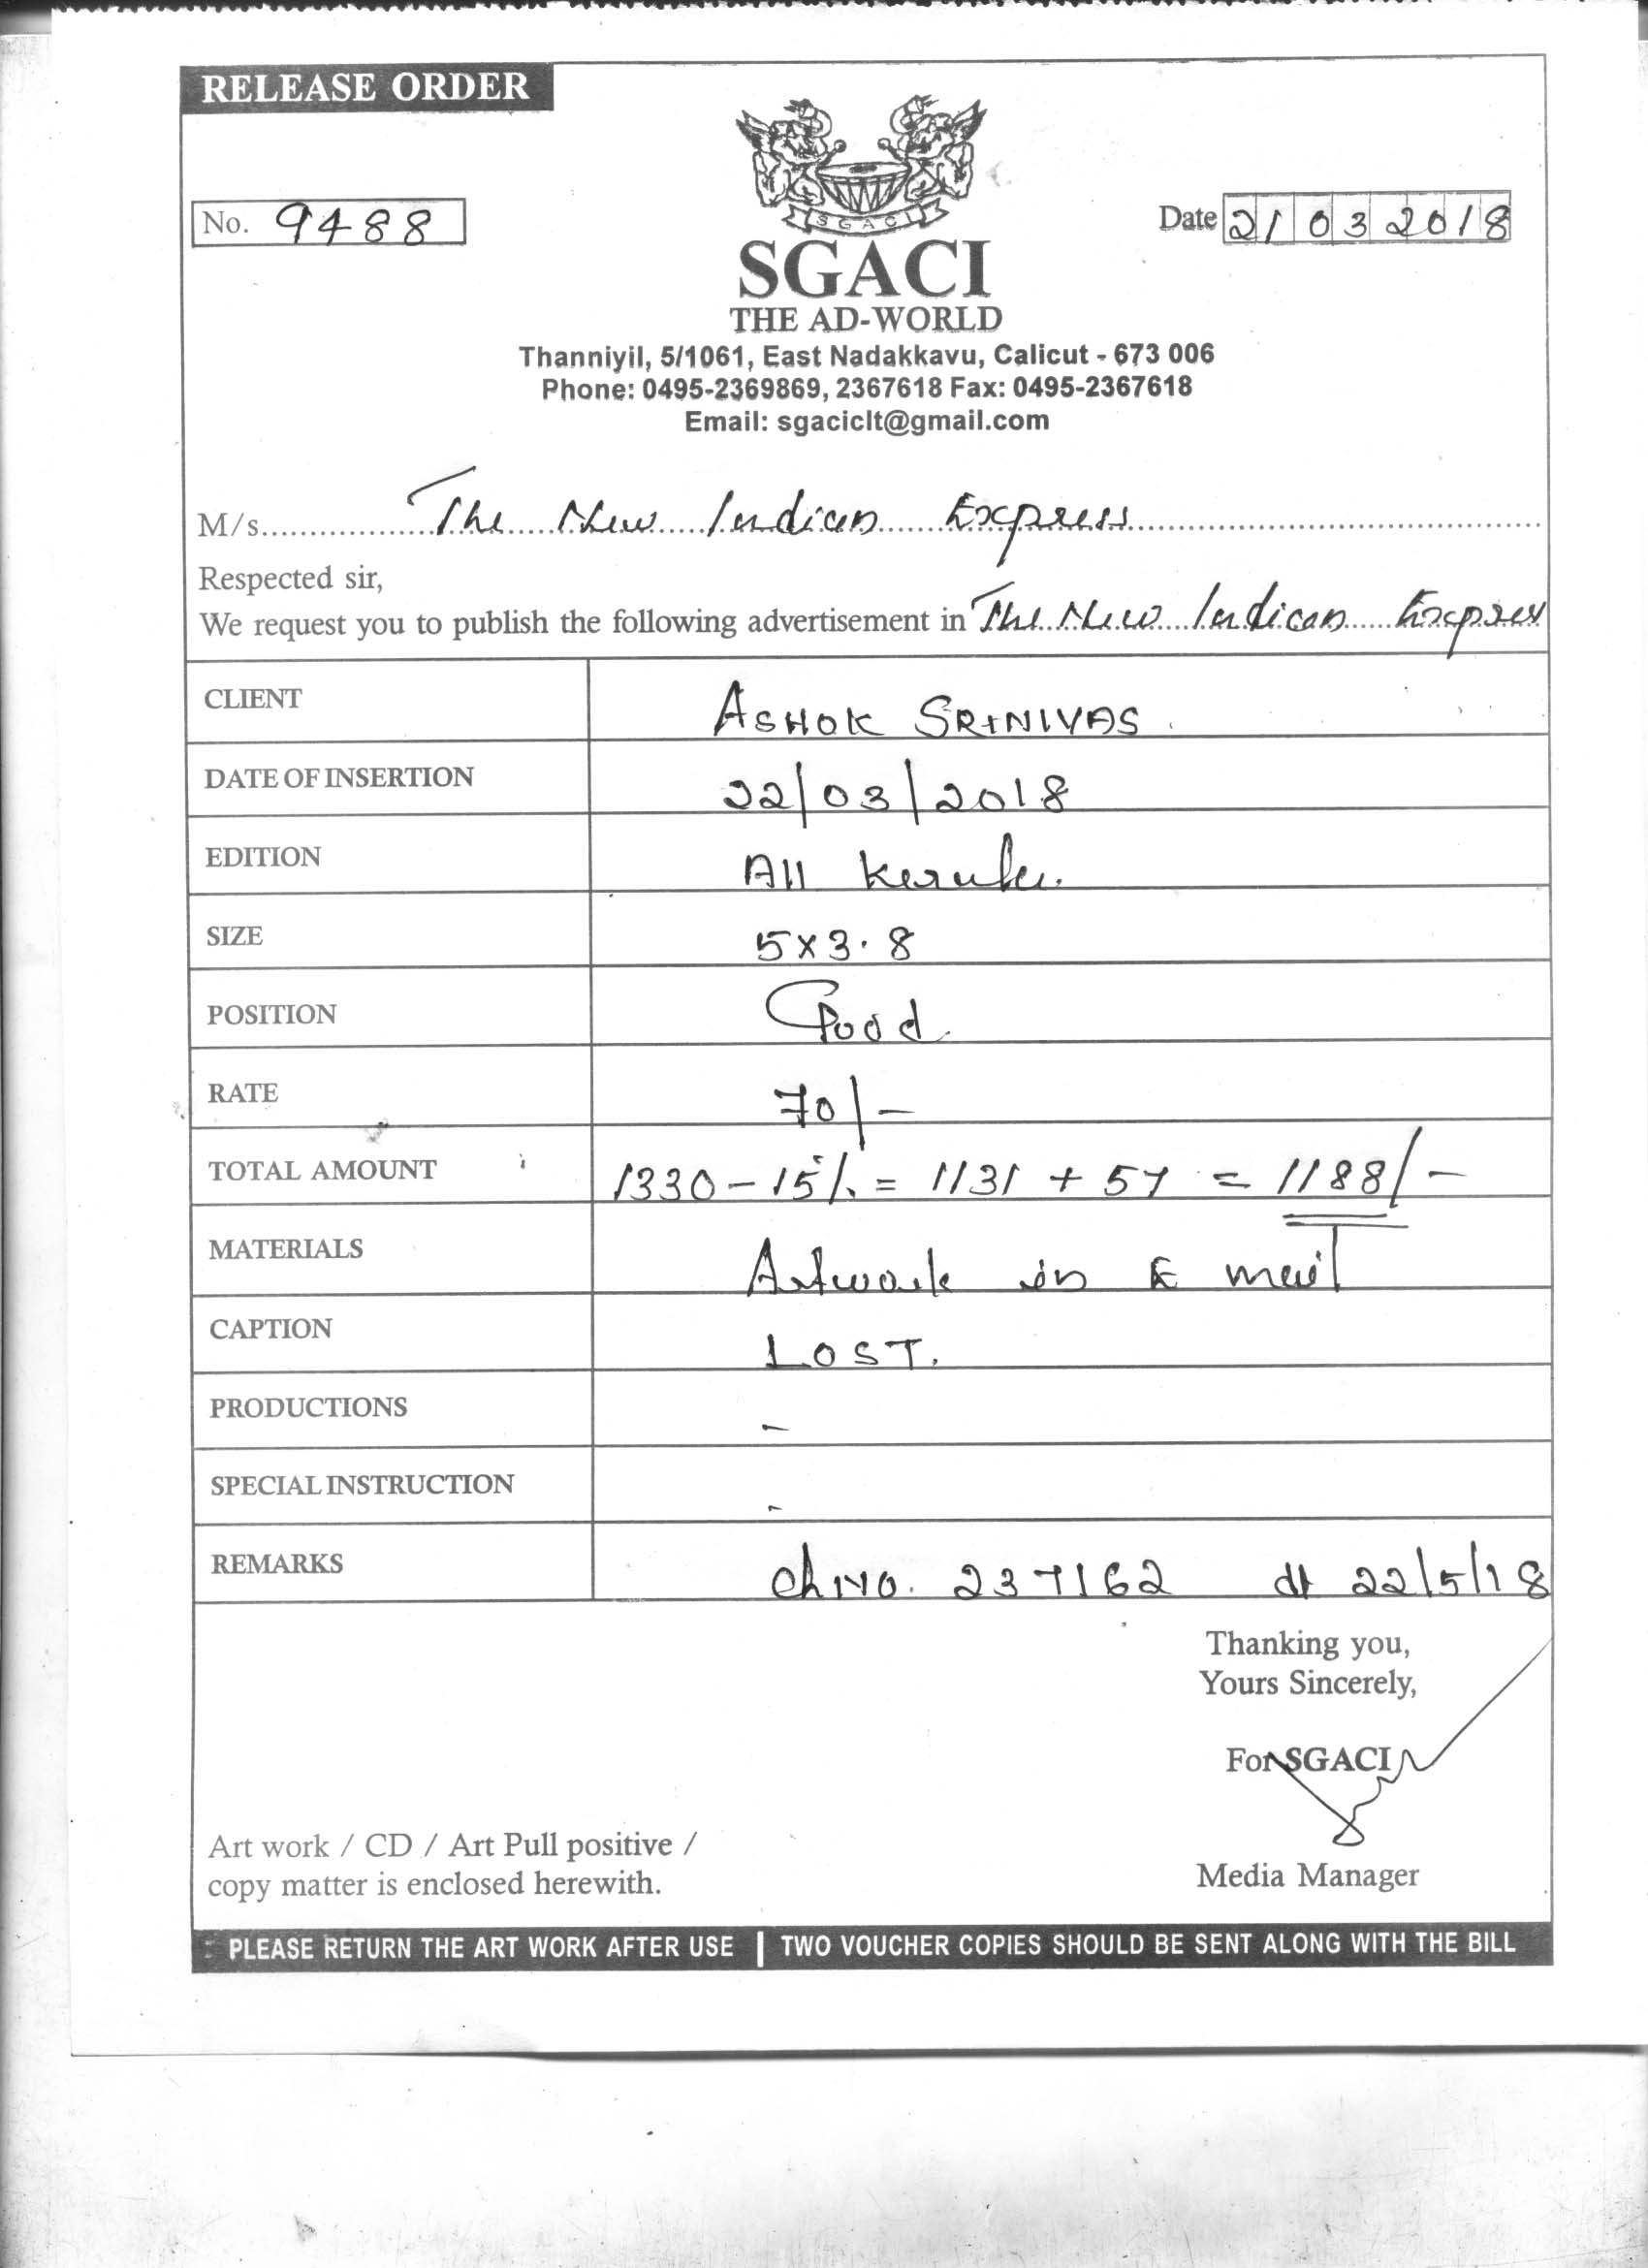 RELEASE ORDER
No. 9488
Date 21 03 2018
SGACI
SGACI
THE AD-WORLD
Thanniyil, 5/1061, East Nadakkavu, Calicut - 673 006
Phone: 0495-2369869, 2367618 Fax: 0495-2367618
Email: sgaciclt@gmail.com
M/s. The New Indian Express
Respected sir,
We request you to publish the following advertisement in The New Indian Express
CLIENT ASHOK SRINIVAS
DATE OF INSERTION 22/03/2018
EDITION All Kerala.
SIZE 5x3.8
POSITION Good
RATE 70/-
TOTAL AMOUNT 1330 - 15% = 1131 + 57 = 1188/-
MATERIALS Artwork in E mail
CAPTION LOST.
PRODUCTIONS -
SPECIAL INSTRUCTION -
REMARKS ch No. 237162 dt 22/5/18
Thanking you,
Yours Sincerely,
For SGACI
Art work / CD / Art Pull positive /
copy matter is enclosed herewith.
Media Manager
PLEASE RETURN THE ART WORK AFTER USE | TWO VOUCHER COPIES SHOULD BE SENT ALONG WITH THE BILL